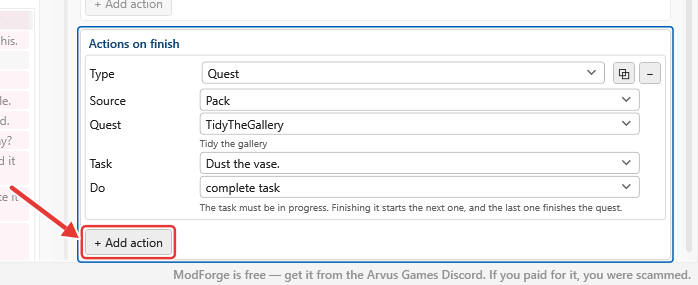 + Add action
his.
le.
d.
y?
d it
Actions on finish
Type Quest –
Source Pack
Quest TidyTheGallery
Tidy the gallery
Task Dust the vase.
Do complete task
The task must be in progress. Finishing it starts the next one, and the last one finishes the quest.
+ Add action
ModForge is free — get it from the Arvus Games Discord. If you paid for it, you were scammed.